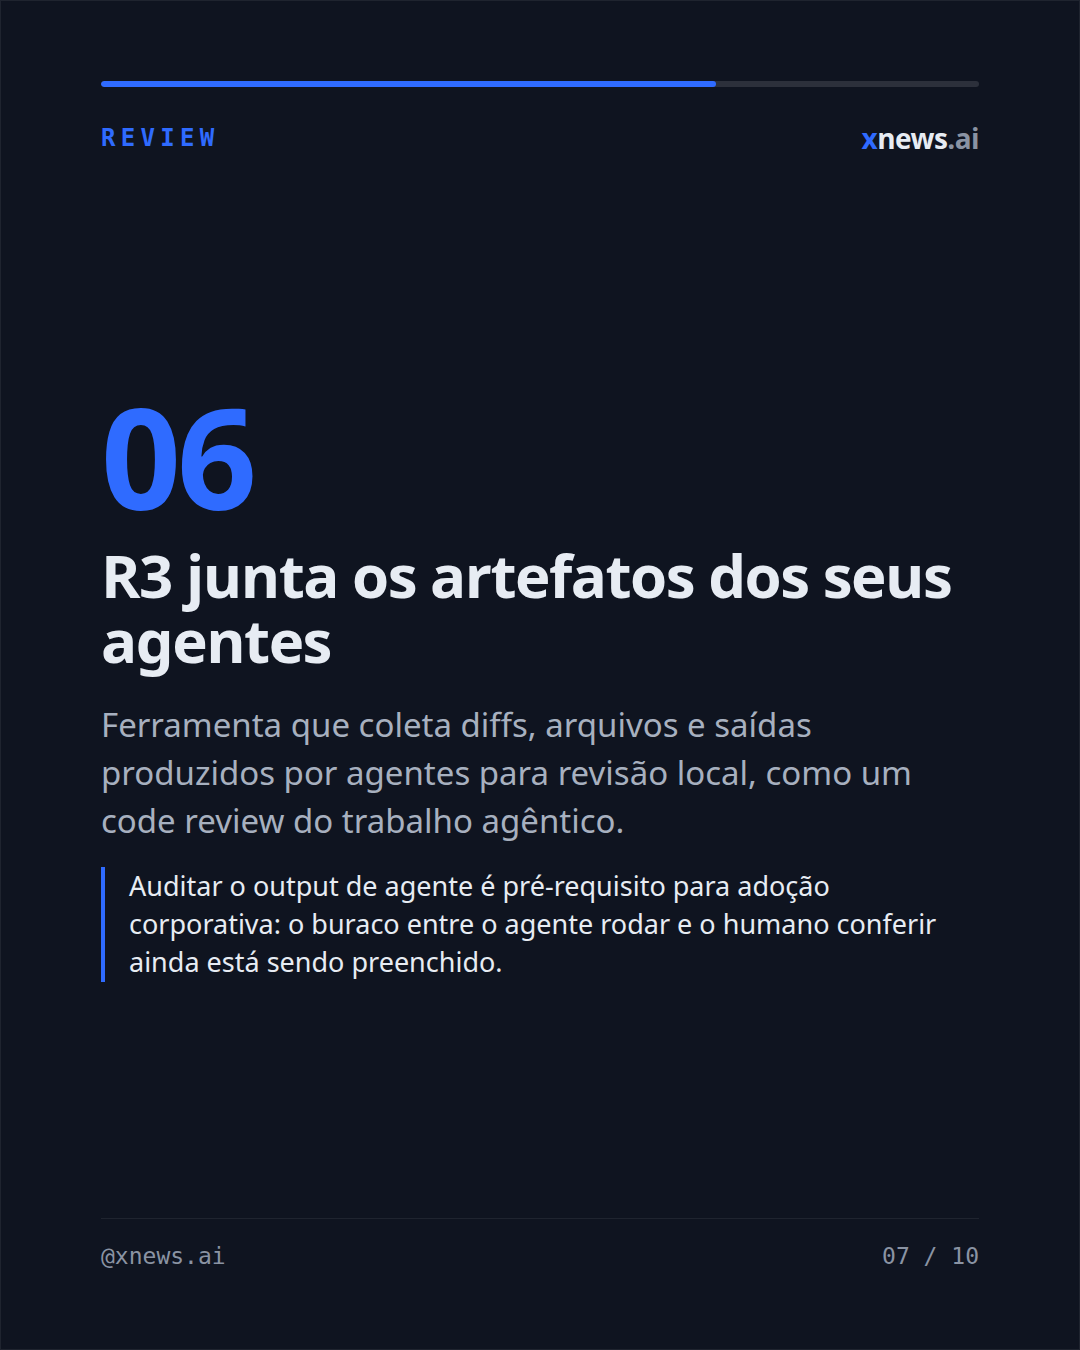 REVIEW
xnews.ai
06
R3 junta os artefatos dos seus
agentes
Ferramenta que coleta diffs, arquivos e saídas
produzidos por agentes para revisão local, como um
code review do trabalho agêntico.
Auditar o output de agente é pré-requisito para adoção
corporativa: o buraco entre o agente rodar e o humano conferir
ainda está sendo preenchido.
@xnews.ai
07 / 10